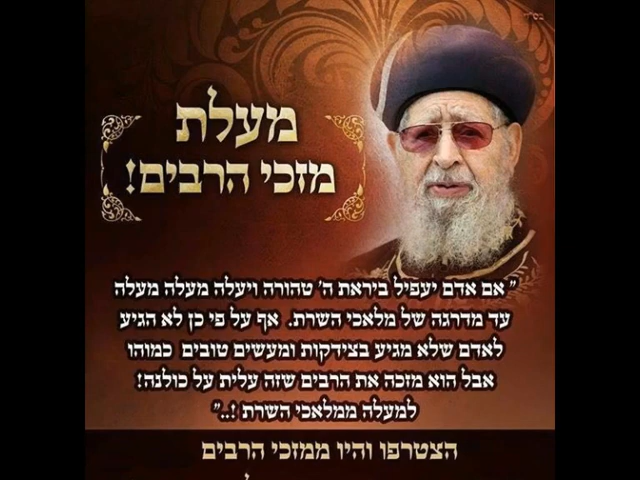 בס"ד
מעלת
מזכי הרבים!
" אם אדם יעפיל ביראת ה' טהורה ויעלה מעלה מעלה
עד מדרגה של מלאכי השרת. אף על פי כן לא הגיע
לאדם שלא מגיע בצידקות ומעשים טובים כמוהו
אבל הוא מזכה את הרבים שזה עלית על כולנה!
למעלה ממלאכי השרת !.."
הצטרפו והיו ממזכי הרבים